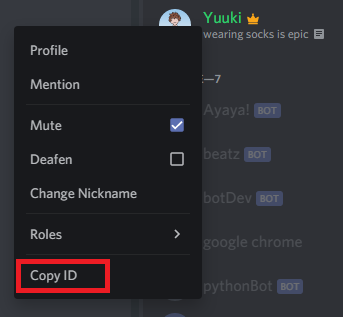 Profile
Mention
Mute
Deafen
Change Nickname
Roles
Copy ID
Yuuki
wearing socks is epic
—7
Ayaya! BOT
beatz BOT
botDev BOT
google chrome
pythonBot BOT